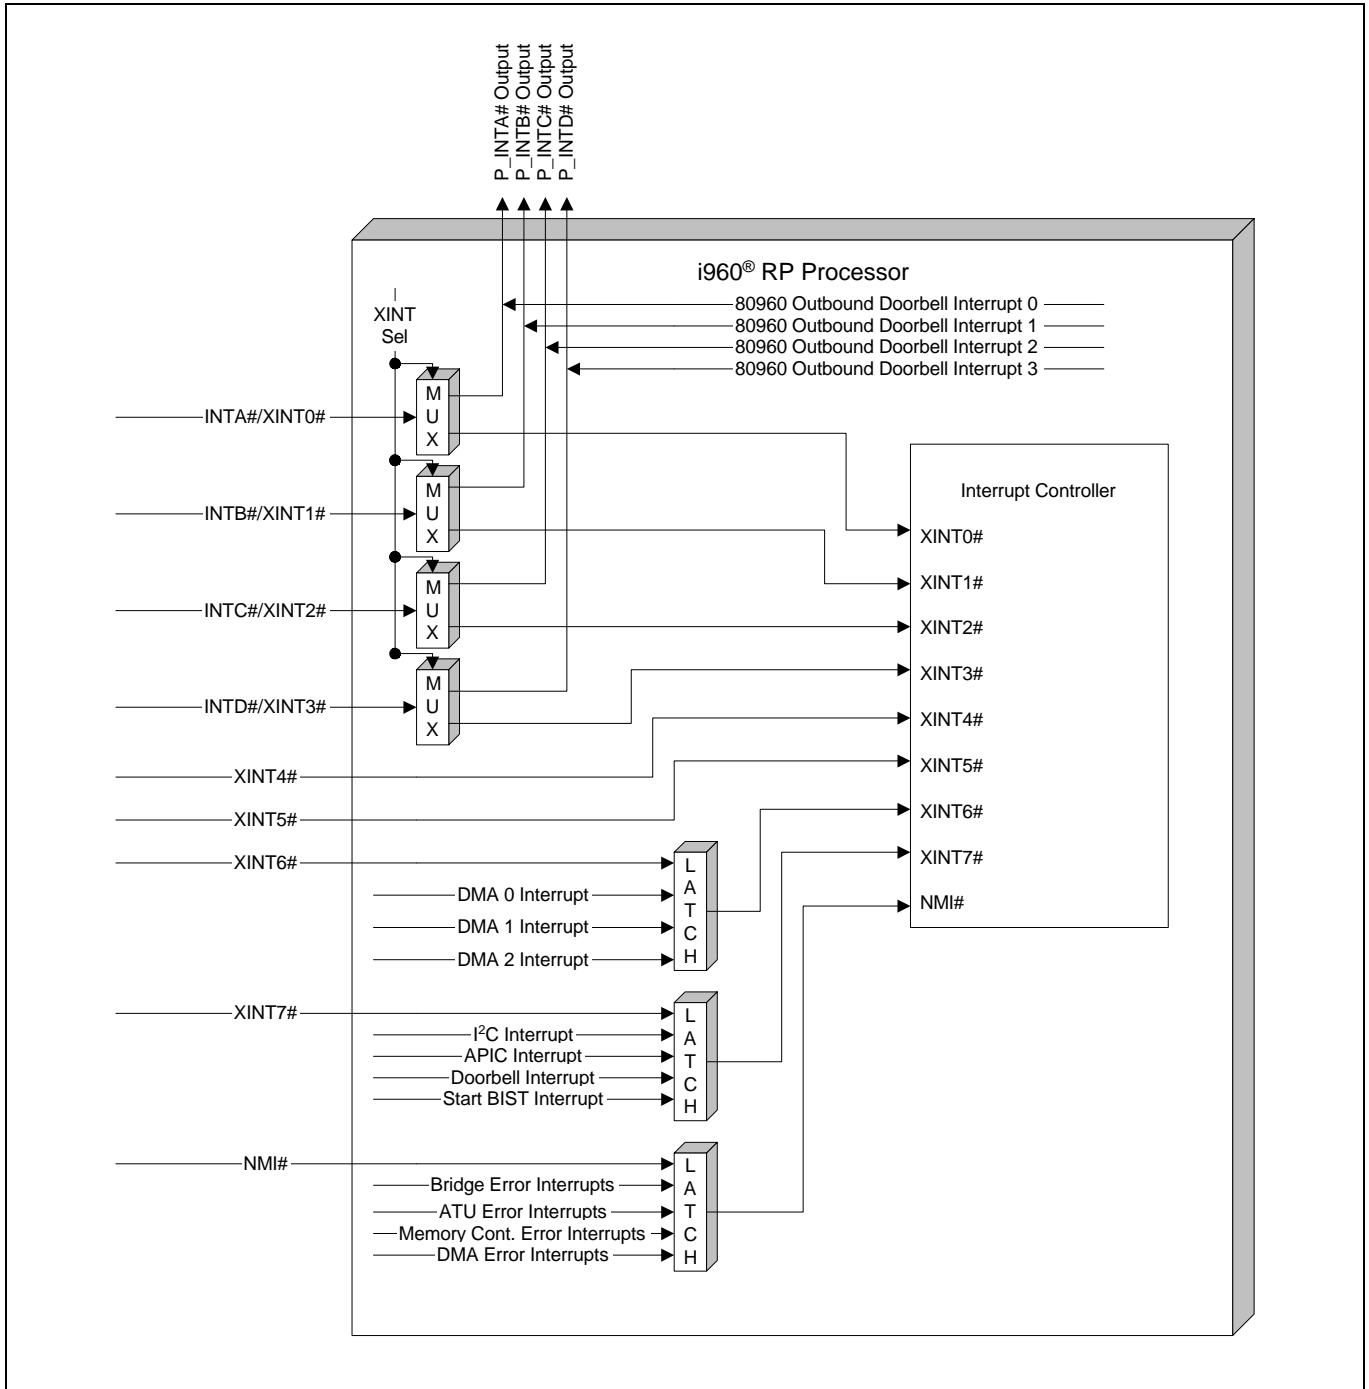 P_INTA# Output
P_INTB# Output
P_INTC# Output
P_INTD# Output
i960® RP Processor
80960 Outbound Doorbell Interrupt 0
80960 Outbound Doorbell Interrupt 1
80960 Outbound Doorbell Interrupt 2
80960 Outbound Doorbell Interrupt 3
XINT
Sel
INTA#/XINT0#
MUX
INTB#/XINT1#
MUX
INTC#/XINT2#
MUX
INTD#/XINT3#
MUX
XINT4#
XINT5#
XINT6#
DMA 0 Interrupt
DMA 1 Interrupt
DMA 2 Interrupt
LATCH
XINT7#
I²C Interrupt
APIC Interrupt
Doorbell Interrupt
Start BIST Interrupt
LATCH
NMI#
Bridge Error Interrupts
ATU Error Interrupts
Memory Cont. Error Interrupts
DMA Error Interrupts
LATCH
Interrupt Controller
XINT0#
XINT1#
XINT2#
XINT3#
XINT4#
XINT5#
XINT6#
XINT7#
NMI#